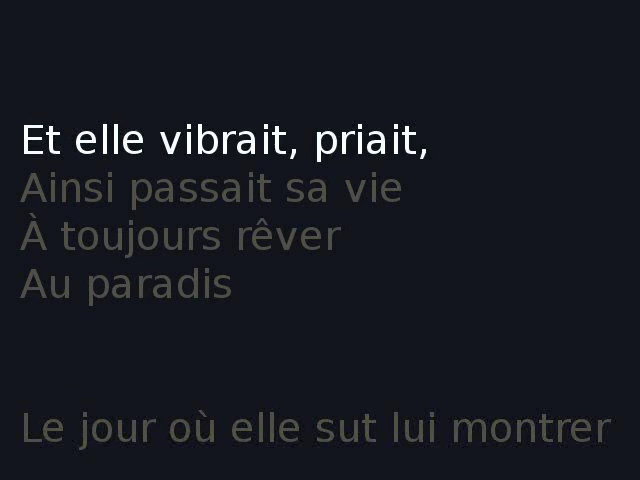 Et elle vibrait, priait,
Ainsi passait sa vie
À toujours rêver
Au paradis
Le jour où elle sut lui montrer